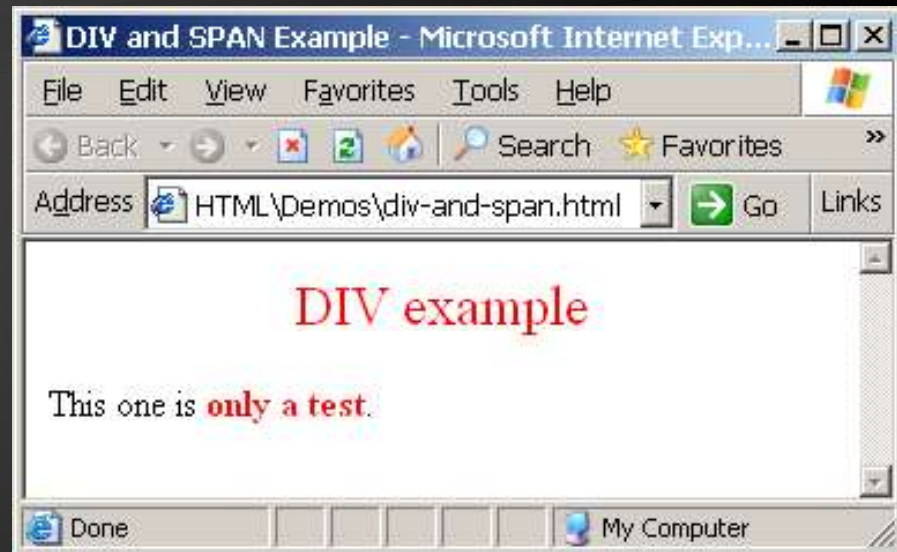 DIV and SPAN Example - Microsoft Internet Exp...
File Edit View Favorites Tools Help
Back Search Favorites »
Address HTML\Demos\div-and-span.html Go Links
DIV example
This one is only a test.
Done My Computer